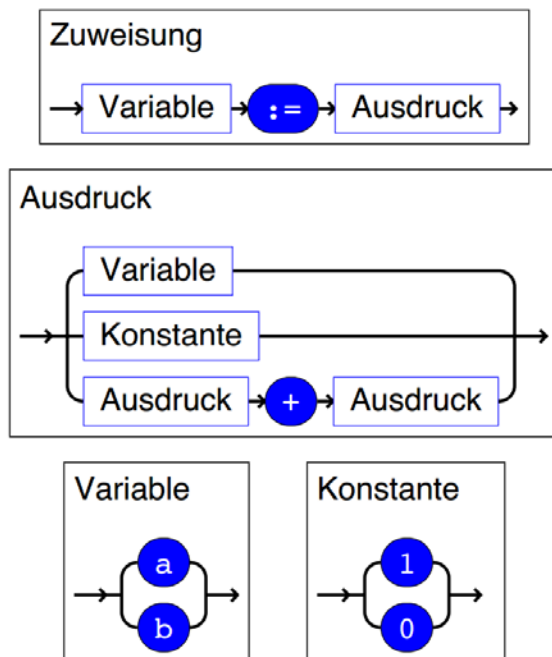 Zuweisung
Variable := Ausdruck
Ausdruck
Variable
Konstante
Ausdruck + Ausdruck
Variable
a
b
Konstante
1
0